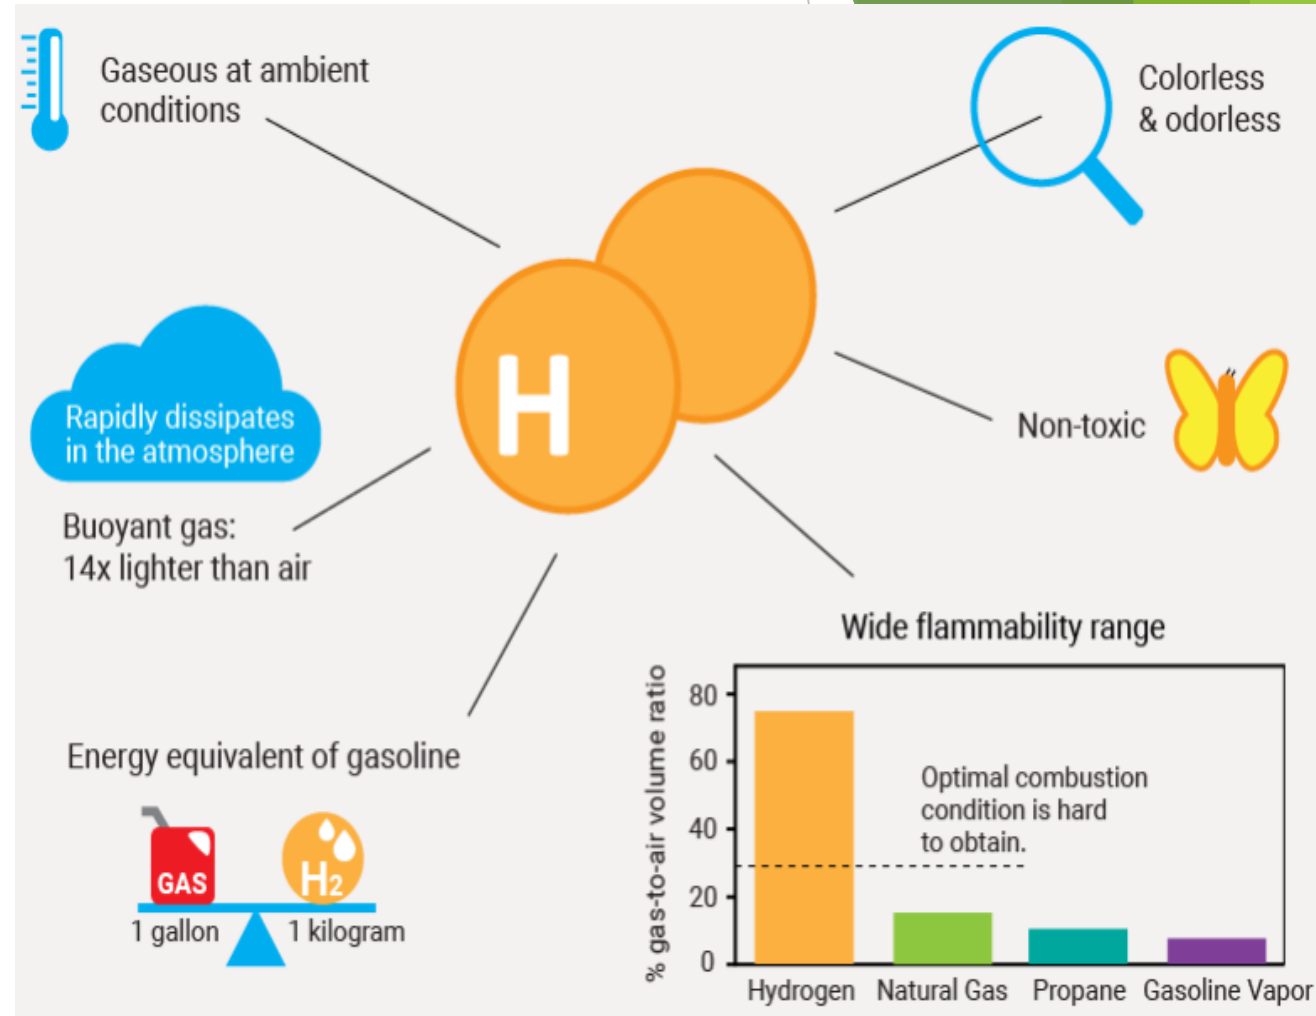 Gaseous at ambient
conditions
Colorless
& odorless
H
Rapidly dissipates
in the atmosphere
Buoyant gas:
14x lighter than air
Non-toxic
Energy equivalent of gasoline
GAS
H2
1 gallon
1 kilogram
Wide flammability range
% gas-to-air volume ratio
80
60
40
20
0
Optimal combustion
condition is hard
to obtain.
Hydrogen
Natural Gas
Propane
Gasoline Vapor